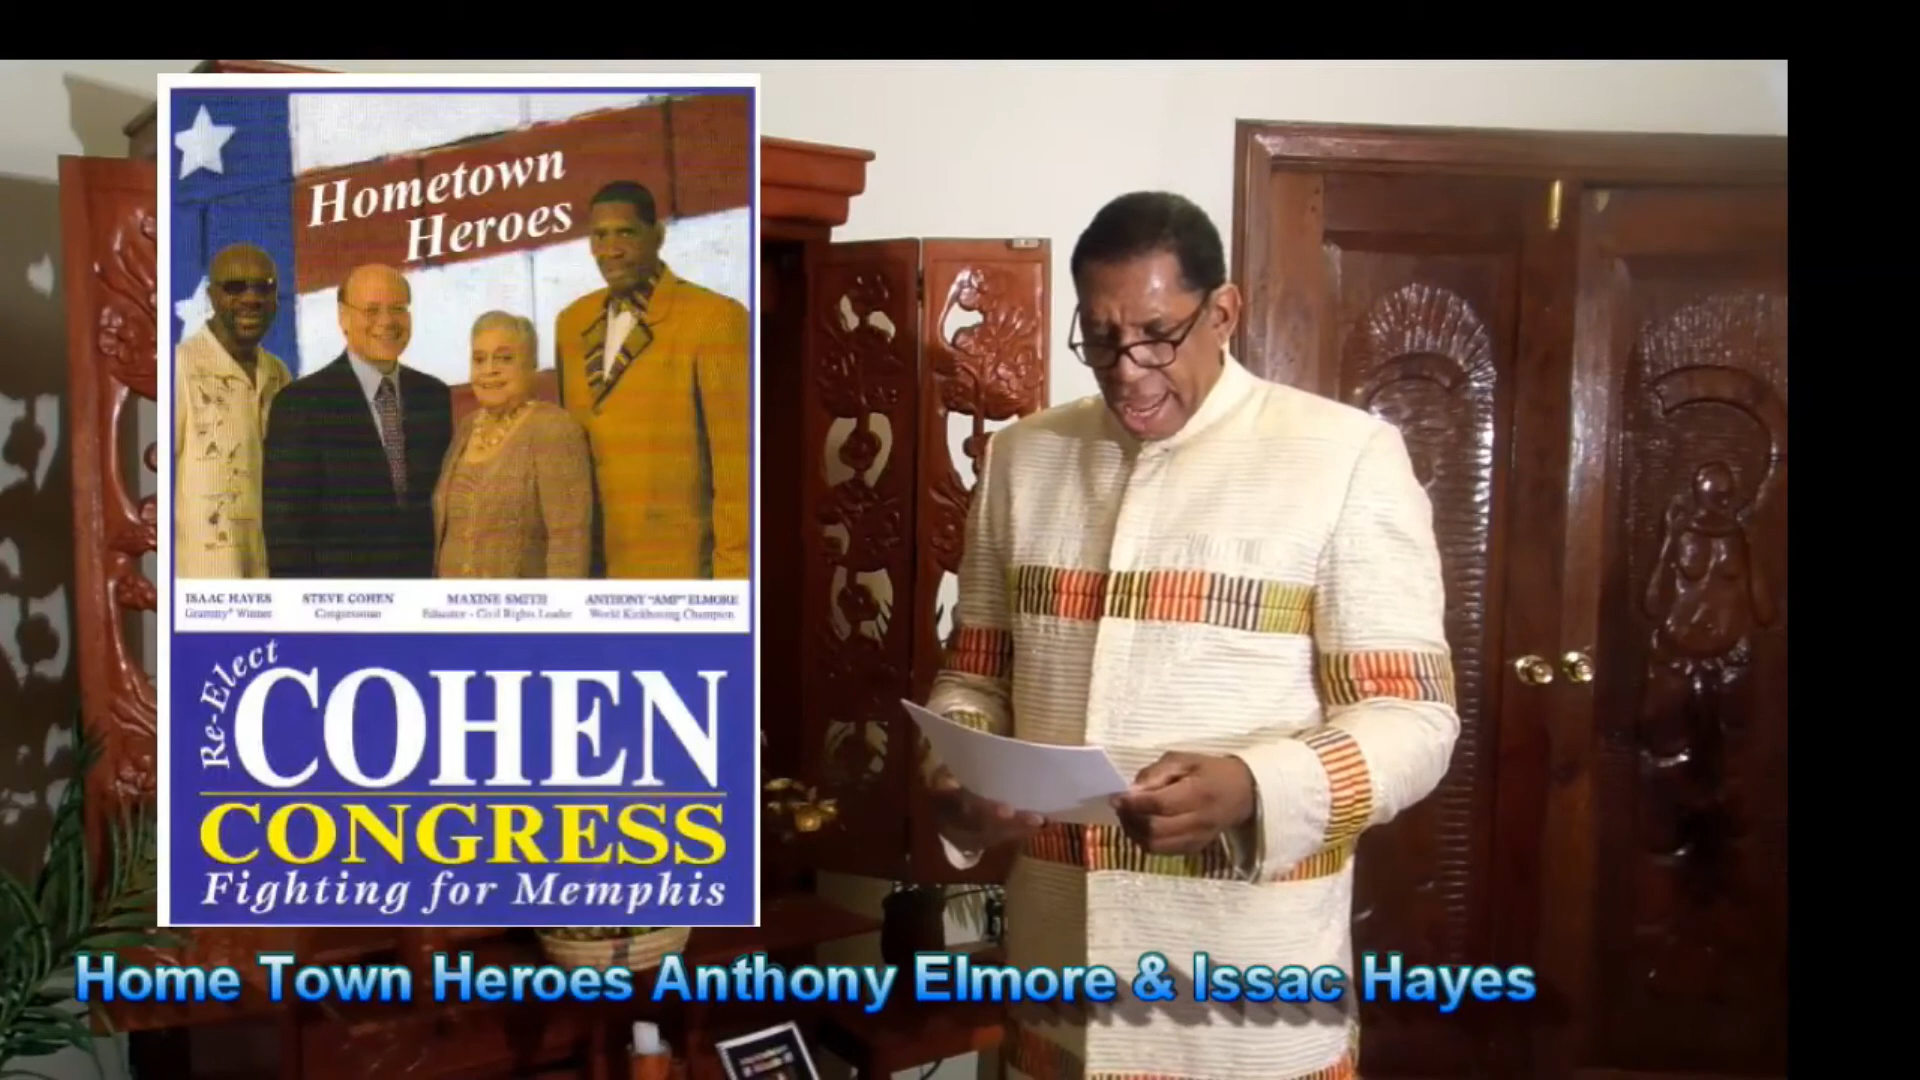 Hometown
Heroes
ISAAC HAYES
Grammy® Winner
STEVE COHEN
Congressman
MAXINE SMITH
Educator - Civil Rights Leader
ANTHONY "AMP" ELMORE
World Kickboxing Champion
Re-Elect
COHEN
CONGRESS
Fighting for Memphis
Home Town Heroes Anthony Elmore & Issac Hayes